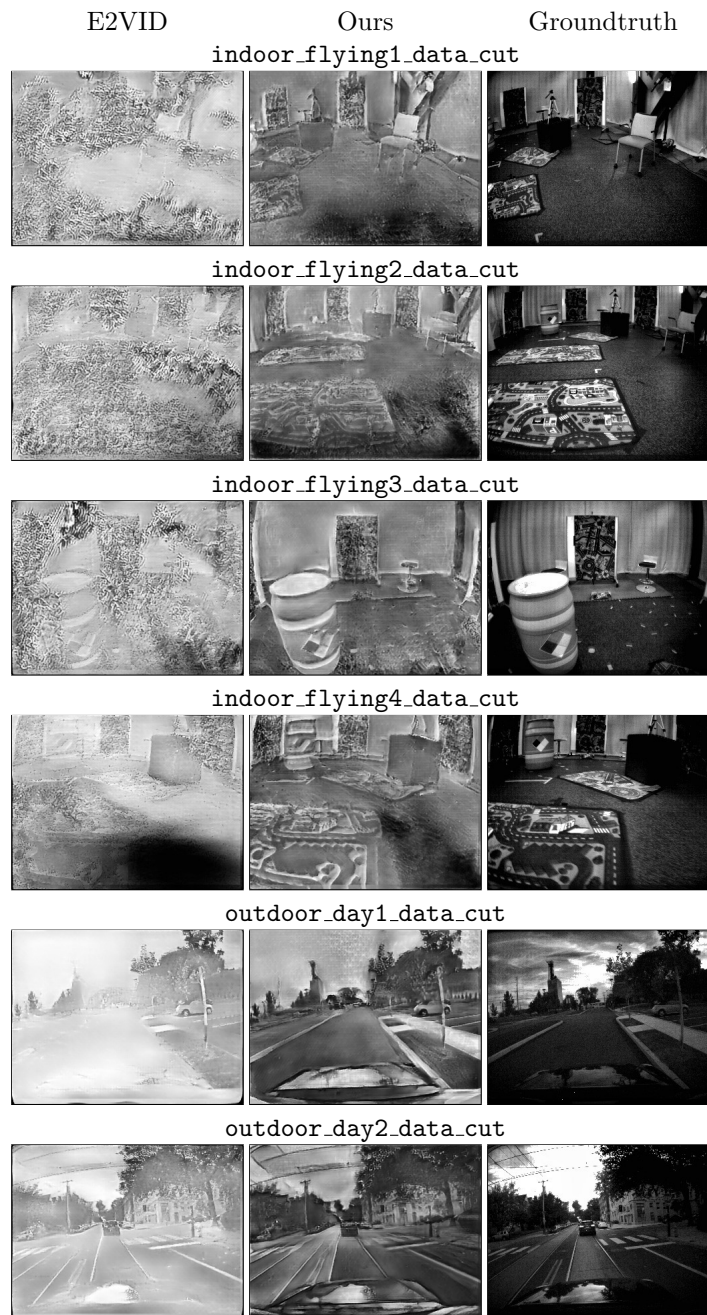 E2VID Ours Groundtruth
indoor_flying1_data_cut
indoor_flying2_data_cut
indoor_flying3_data_cut
indoor_flying4_data_cut
outdoor_day1_data_cut
outdoor_day2_data_cut